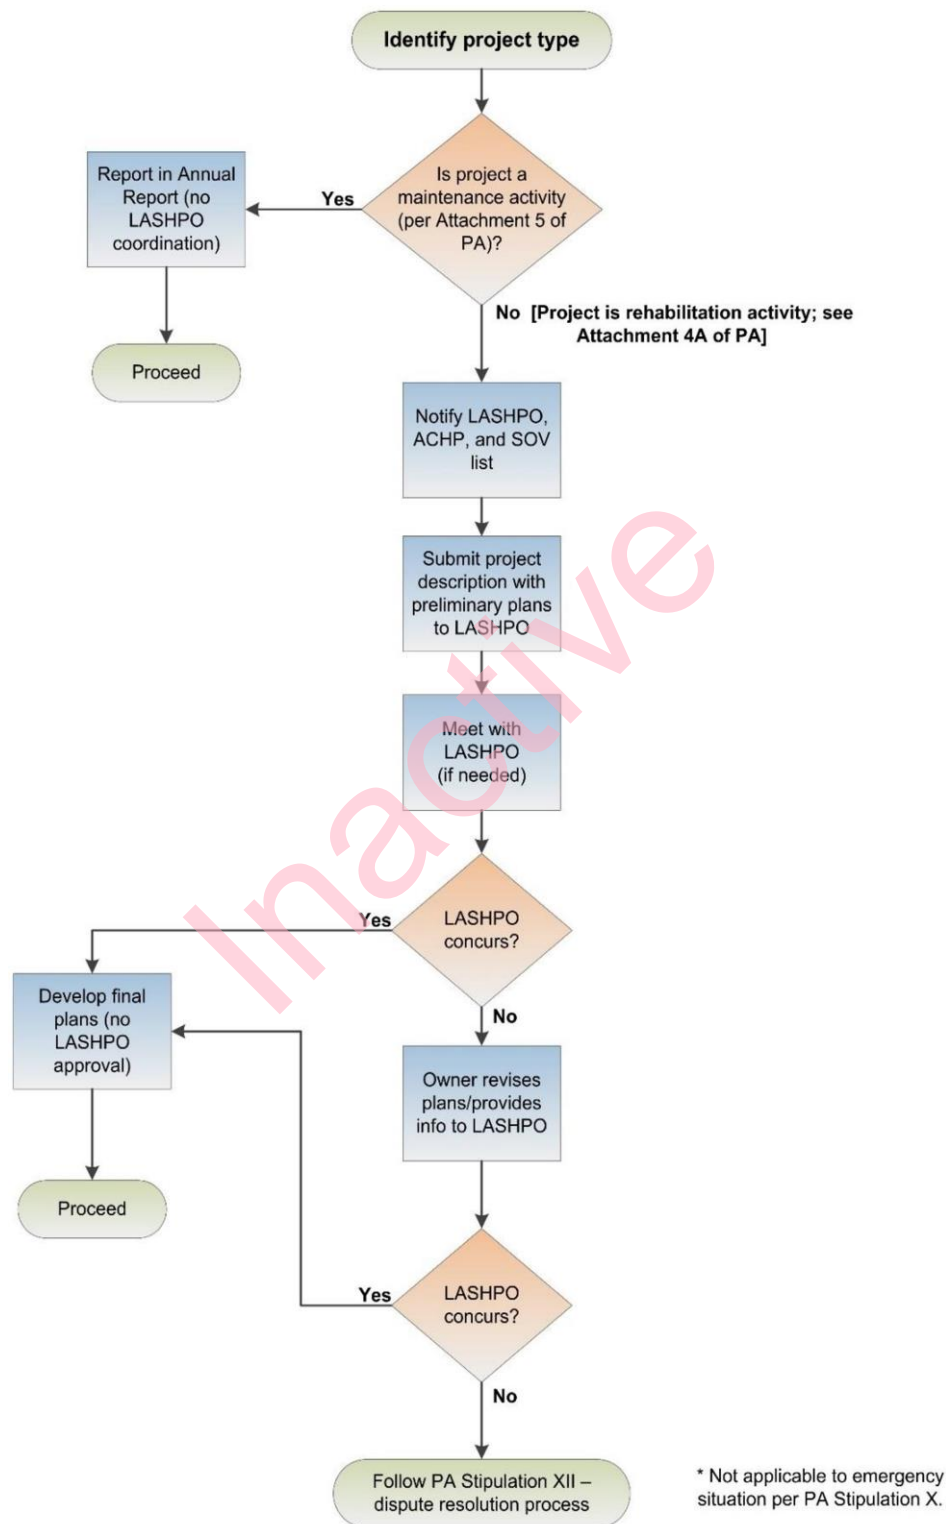 Identify project type
Is project a
maintenance activity
(per Attachment 5 of
PA)?
Yes
Report in Annual
Report (no
LASHPO
coordination)
Proceed
No [Project is rehabilitation activity; see
Attachment 4A of PA]
Notify LASHPO,
ACHP, and SOV
list
Submit project
description with
preliminary plans
to LASHPO
Meet with
LASHPO
(if needed)
Inactive
LASHPO
concurs?
Yes
Develop final
plans (no
LASHPO
approval)
Proceed
No
Owner revises
plans/provides
info to LASHPO
LASHPO
concurs?
Yes
No
Follow PA Stipulation XII –
dispute resolution process
* Not applicable to emergency
situation per PA Stipulation X.